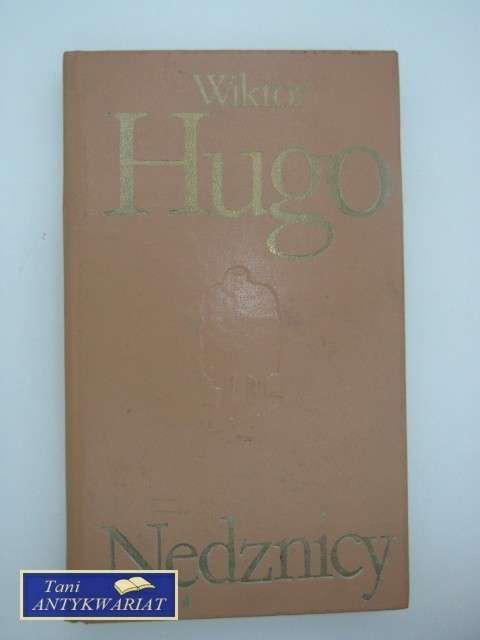 Wiktor
Hugo
Nędznicy
Tani
ANTYKWARIAT